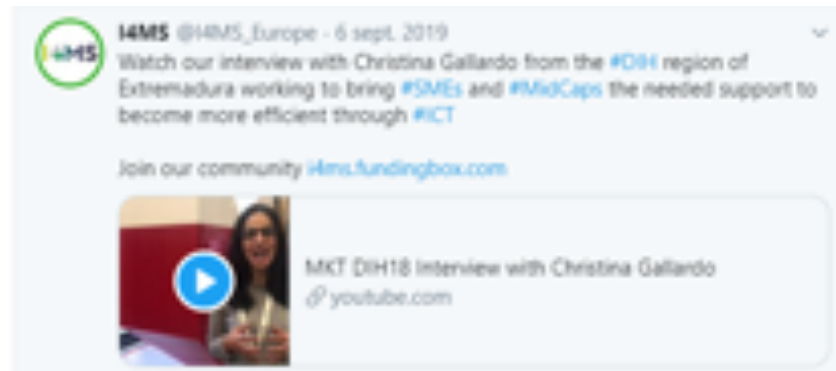 I4MS
I4MS @I4MS_Europe - 6 sept. 2019
Watch our interview with Christina Gallardo from the #DIH region of
Extremadura working to bring #SMEs and #MidCaps the needed support to
become more efficient through #ICT
Join our community i4ms.fundingbox.com
MKT DIH18 Interview with Christina Gallardo
youtube.com